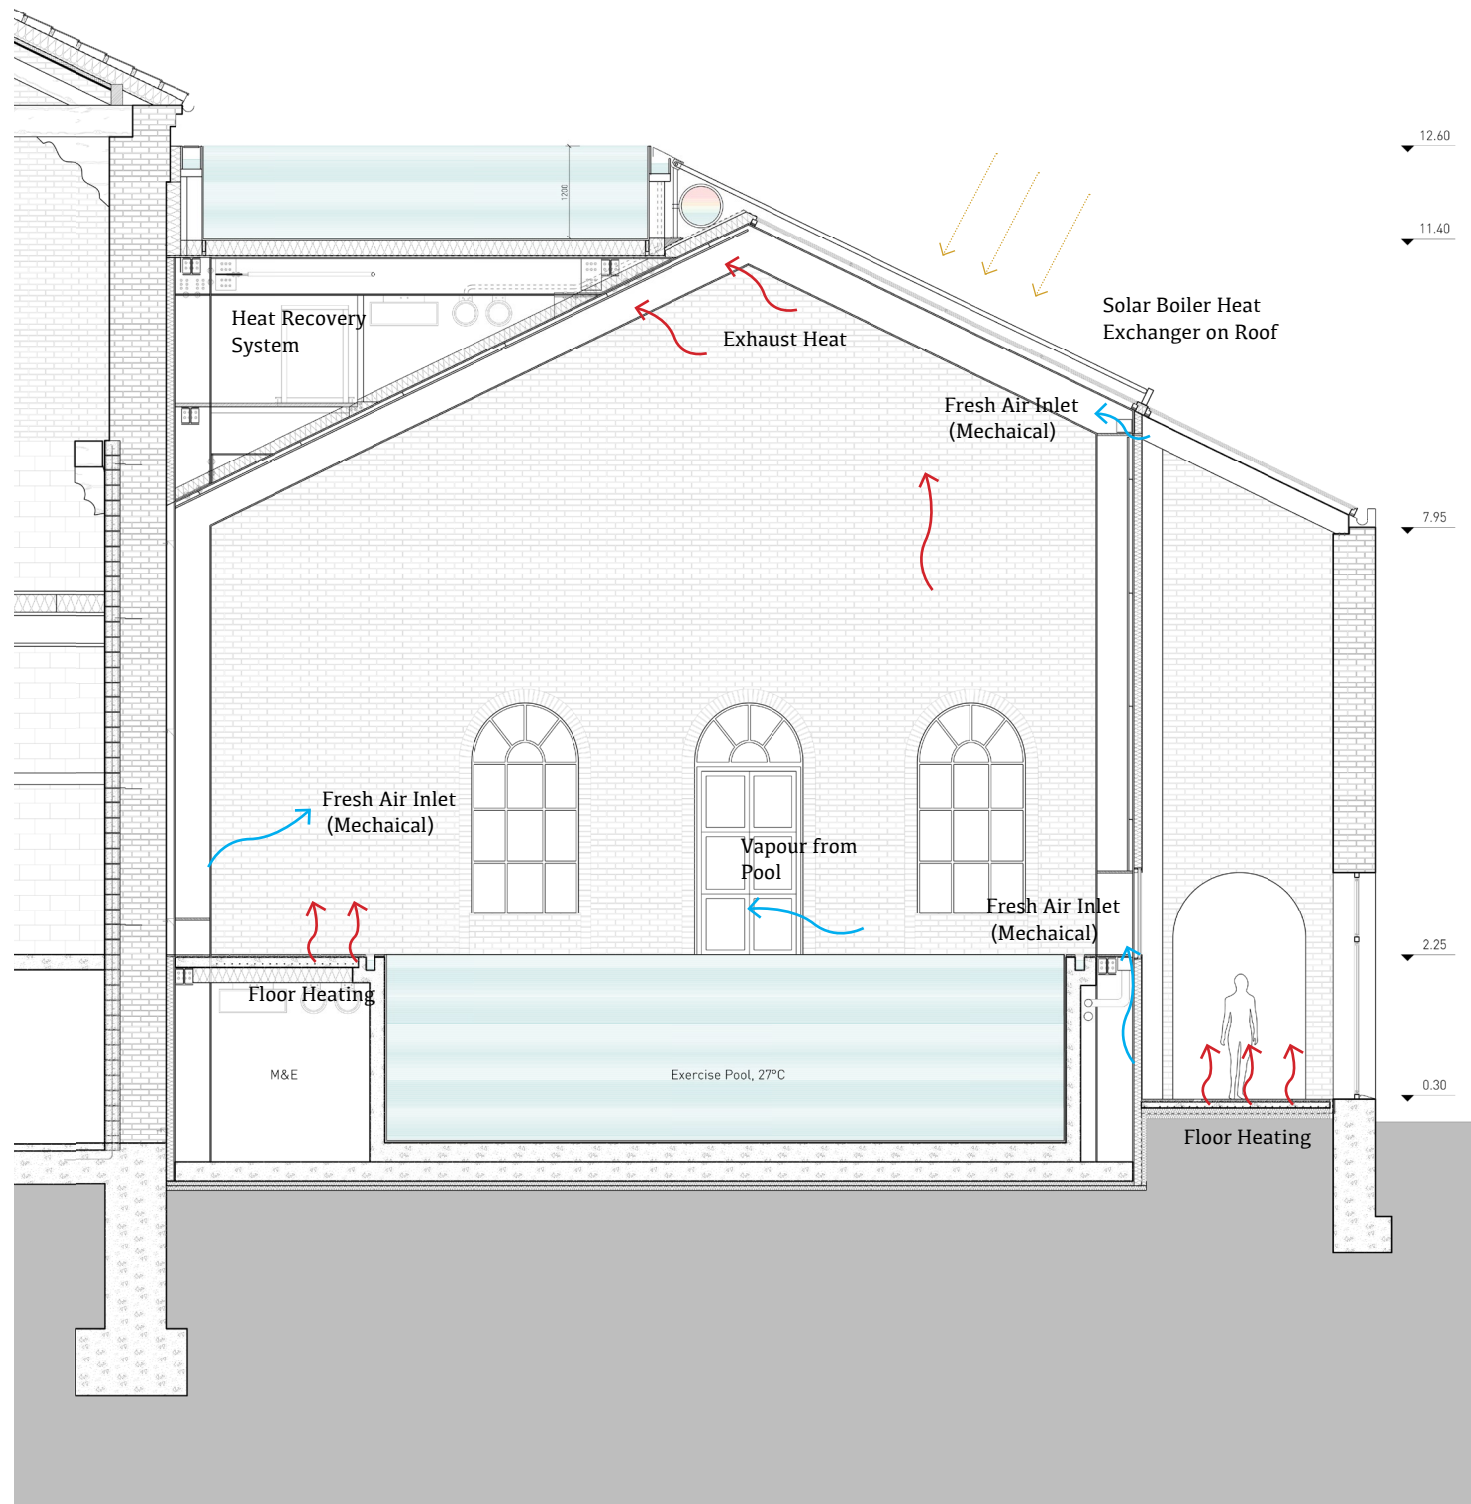 12.60
1200
11.40
Solar Boiler Heat
Exchanger on Roof
Heat Recovery
System
Exhaust Heat
Fresh Air Inlet
(Mechaical)
7.95
Fresh Air Inlet
(Mechaical)
Vapour from
Pool
Fresh Air Inlet
(Mechaical)
2.25
Floor Heating
M&E
Exercise Pool, 27°C
0.30
Floor Heating